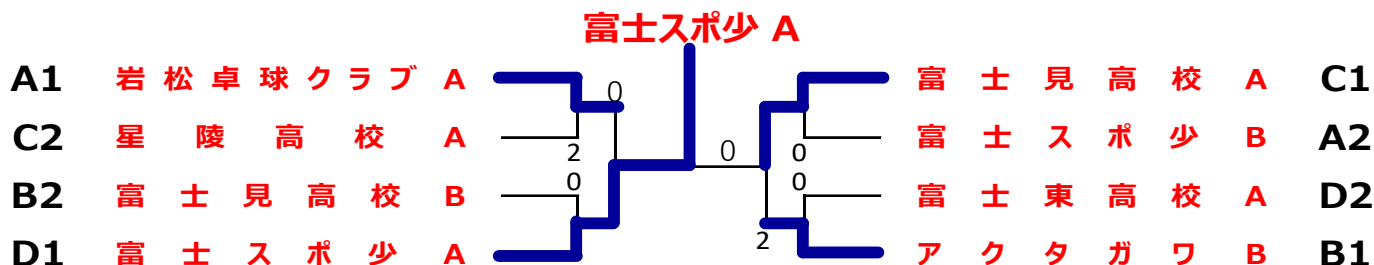 富士スポ少 A
A1 岩松卓球クラブ A 0 富士見高校 A C1
C2 星陵高校 A 2 0 0 富士スポ少 B A2
B2 富士見高校 B 0 0 富士東高校 A D2
D1 富士スポ少 A 2 アクタガワ B B1